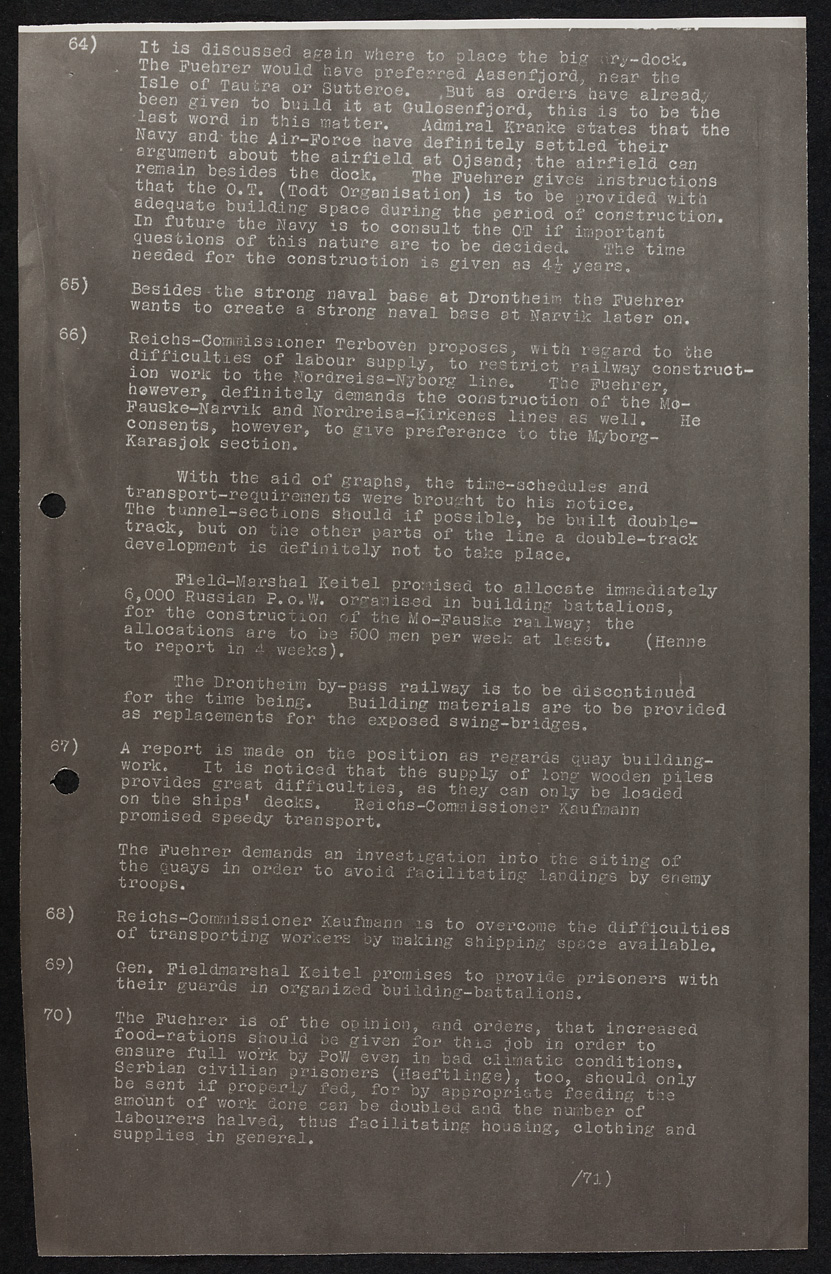 64) It is discussed again where to place the big dry-dock.
The Fuehrer would have preferred Aasenfjord, near the
Isle of Tautra or Sutteroe. But as orders have already
been given to build it at Gulosenfjord, this is to be the
last word in this matter. Admiral Kranke states that the
Navy and the Air-Force have definitely settled their
argument about the airfield at Ojsand; the airfield can
remain besides the dock. The Fuehrer gives instructions
that the O.T. (Todt Organisation) is to be provided with
adequate building space during the period of construction.
In future the Navy is to consult the OT if important
questions of this nature are to be decided. The time
needed for the construction is given as 4½ years.
65) Besides the strong naval base at Drontheim the Fuehrer
wants to create a strong naval base at Narvik later on.
66) Reichs-Commissioner Terboven proposes, with regard to the
difficulties of labour supply, to restrict railway construct-
ion work to the Nordreisa-Nyborg line. The Fuehrer,
however, definitely demands the construction of the Mo-
Fauske-Narvik and Nordreisa-Kirkenes lines as well. He
consents, however, to give preference to the Myborg-
Karasjok section.
With the aid of graphs, the time-schedules and
transport-requirements were brought to his notice.
The tunnel-sections should if possible, be built double-
track, but on the other parts of the line a double-track
development is definitely not to take place.
Field-Marshal Keitel promised to allocate immediately
6,000 Russian P.o.W. organised in building battalions,
for the construction of the Mo-Fauske railway; the
allocations are to be 500 men per week at least. (Henne
to report in 4 weeks).
The Drontheim by-pass railway is to be discontinued
for the time being. Building materials are to be provided
as replacements for the exposed swing-bridges.
67) A report is made on the position as regards quay building-
work. It is noticed that the supply of long wooden piles
provides great difficulties, as they can only be loaded
on the ships' decks. Reichs-Commissioner Kaufmann
promised speedy transport.
The Fuehrer demands an investigation into the siting of
the quays in order to avoid facilitating landings by enemy
troops.
68) Reichs-Commissioner Kaufmann is to overcome the difficulties
of transporting workers by making shipping space available.
69) Gen. Fieldmarshal Keitel promises to provide prisoners with
their guards in organized building-battalions.
70) The Fuehrer is of the opinion, and orders, that increased
food-rations should be given for this job in order to
ensure full work by PoW even in bad climatic conditions.
Serbian civilian prisoners (Haeftlinge), too, should only
be sent if properly fed, for by appropriate feeding the
amount of work done can be doubled and the number of
labourers halved, thus facilitating housing, clothing and
supplies in general.
/71)